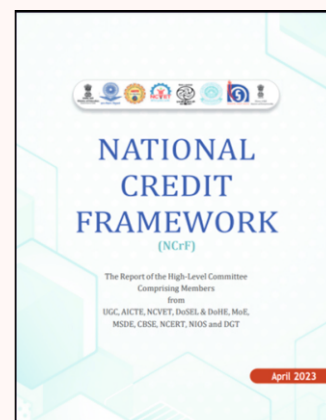 NATIONAL
CREDIT
FRAMEWORK
(NCrF)
The Report of the High-Level Committee
Comprising Members
from
UGC, AICTE, NCVET, DoSEL & DoHE, MoE,
MSDE, CBSE, NCERT, NIOS and DGT
April 2023